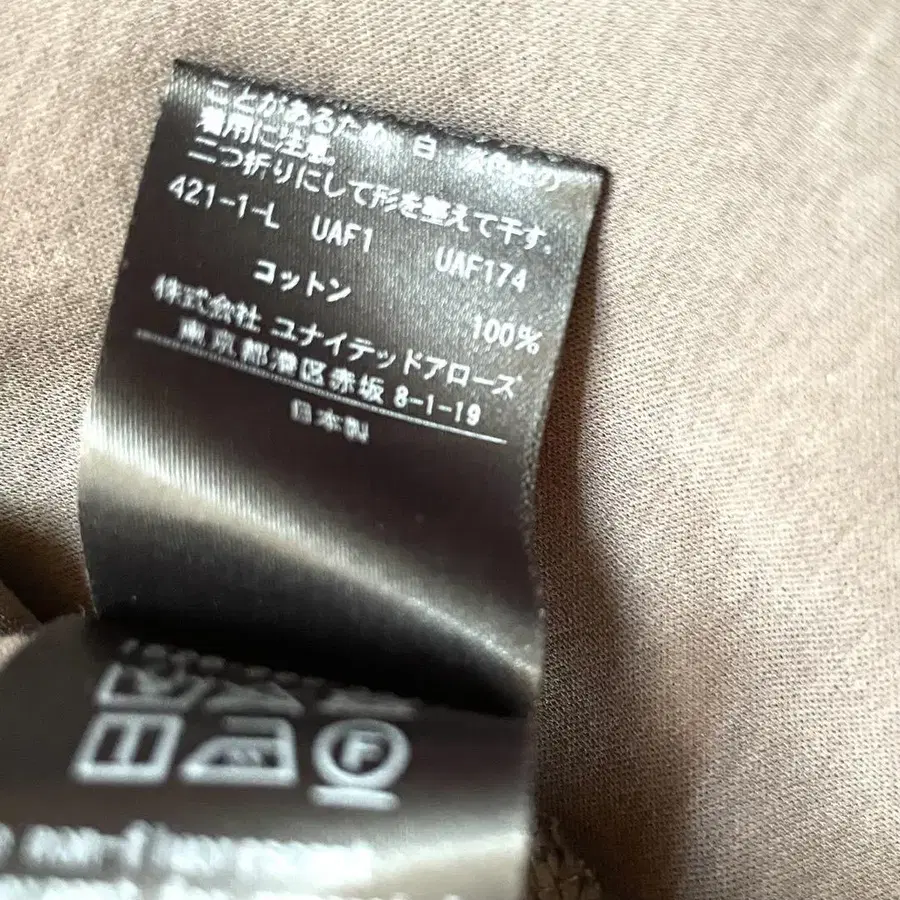 ことがあるため 白
着用に注意。
二つ折りにして形を整えて干す。
421-1-L UAF1 UAF174
コットン 100%
株式会社 ユナイテッドアローズ
東京都港区赤坂 8-1-19
日本製
F